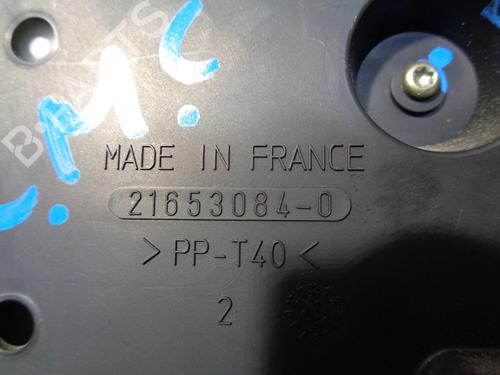 MADE IN FRANCE
21653084-0
>PP-T40<
2